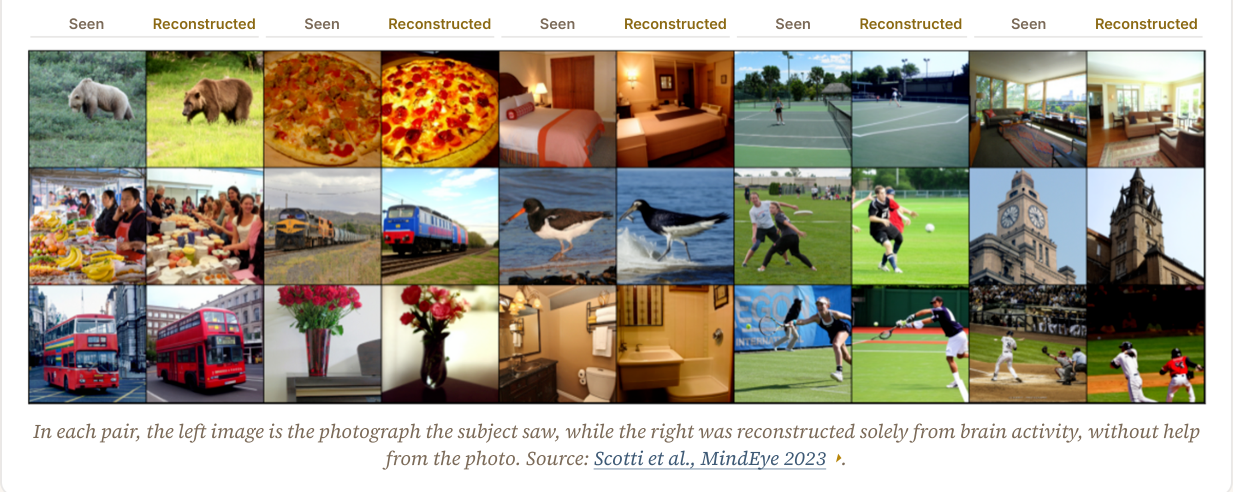 Seen Reconstructed Seen Reconstructed Seen Reconstructed Seen Reconstructed Seen Reconstructed
In each pair, the left image is the photograph the subject saw, while the right was reconstructed solely from brain activity, without help
from the photo. Source: Scotti et al., MindEye 2023 .